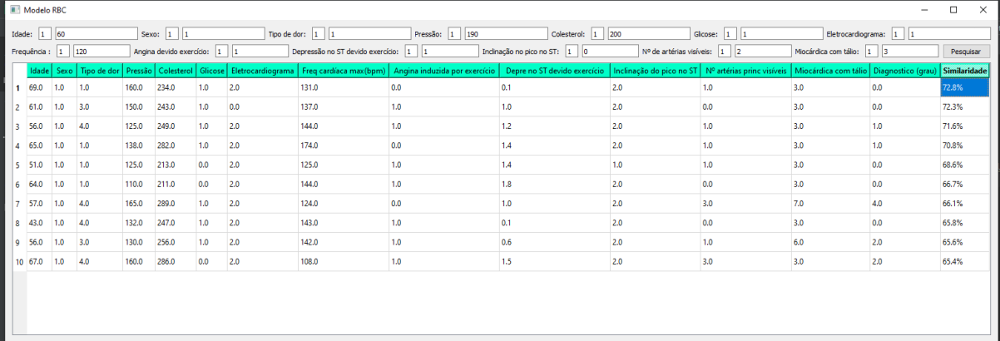 Modelo RBC
Idade: 1 60 Sexo: 1 1 Tipo de dor: 1 1 Pressão: 1 190 Colesterol: 1 200 Glicose: 1 1 Eletrocardiograma: 1 1
Frequência : 1 120 Angina devido exercício: 1 1 Depressão no ST devido exercício: 1 1 Inclinação no pico no ST: 1 0 Nº de artérias visíveis: 1 2 Miocárdica com tálio: 1 3 Pesquisar
Idade Sexo Tipo de dor Pressão Colesterol Glicose Eletrocardiograma Freq cardíaca max(bpm) Angina induzida por exercício Depre no ST devido exercício Inclinação do pico no ST Nº artérias princ visíveis Miocárdica com tálio Diagnostico (grau) Similaridade
1 69.0 1.0 1.0 160.0 234.0 1.0 2.0 131.0 0.0 0.1 2.0 1.0 3.0 0.0 72.8%
2 61.0 1.0 3.0 150.0 243.0 1.0 0.0 137.0 1.0 1.0 2.0 0.0 3.0 0.0 72.3%
3 56.0 1.0 4.0 125.0 249.0 1.0 2.0 144.0 1.0 1.2 2.0 1.0 3.0 1.0 71.6%
4 65.0 1.0 1.0 138.0 282.0 1.0 2.0 174.0 0.0 1.4 2.0 1.0 3.0 1.0 70.8%
5 51.0 1.0 1.0 125.0 213.0 0.0 2.0 125.0 1.0 1.4 1.0 1.0 3.0 0.0 68.6%
6 64.0 1.0 1.0 110.0 211.0 0.0 2.0 144.0 1.0 1.8 2.0 0.0 3.0 0.0 66.7%
7 57.0 1.0 4.0 165.0 289.0 1.0 2.0 124.0 0.0 1.0 2.0 3.0 7.0 4.0 66.1%
8 43.0 1.0 4.0 132.0 247.0 1.0 2.0 143.0 1.0 0.1 2.0 0.0 3.0 0.0 65.8%
9 56.0 1.0 3.0 130.0 256.0 1.0 2.0 142.0 1.0 0.6 2.0 1.0 6.0 2.0 65.6%
10 67.0 1.0 4.0 160.0 286.0 0.0 2.0 108.0 1.0 1.5 2.0 3.0 3.0 2.0 65.4%